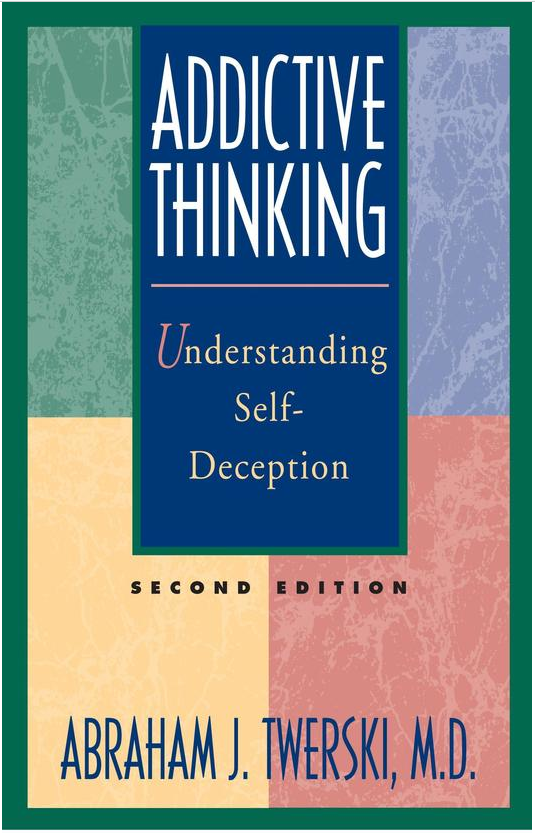 ADDICTIVE
THINKING
Understanding
Self-
Deception
SECOND EDITION
ABRAHAM J. TWERSKI, M.D.